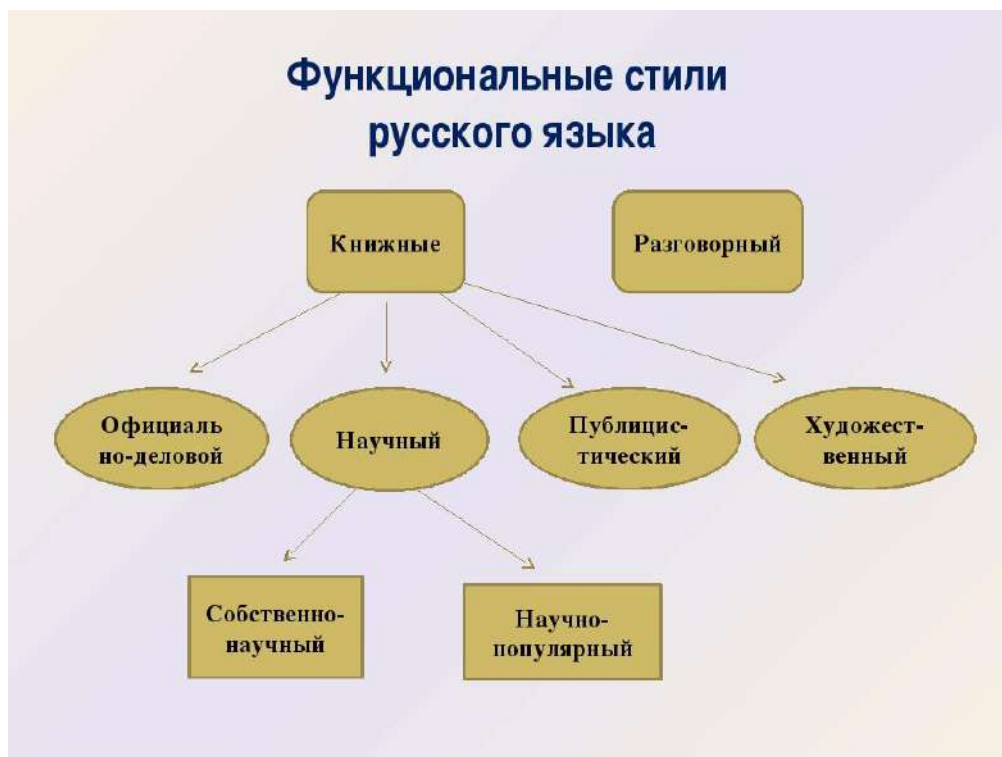 Функциональные стили
русского языка
Книжные
Разговорный
Официаль
но-деловой
Научный
Публицис-
тический
Художест-
венный
Собственно-
научный
Научно-
популярный